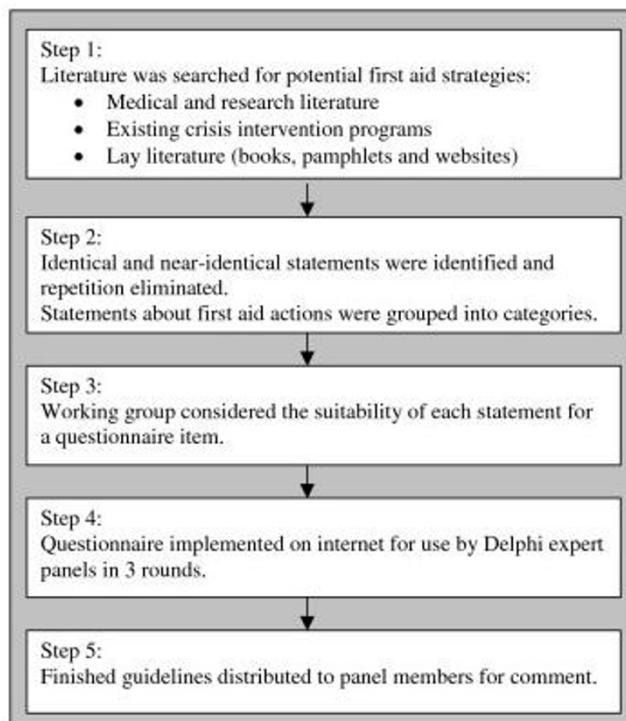 Step 1:
Literature was searched for potential first aid strategies:
• Medical and research literature
• Existing crisis intervention programs
• Lay literature (books, pamphlets and websites)
Step 2:
Identical and near-identical statements were identified and
repetition eliminated.
Statements about first aid actions were grouped into categories.
Step 3:
Working group considered the suitability of each statement for
a questionnaire item.
Step 4:
Questionnaire implemented on internet for use by Delphi expert
panels in 3 rounds.
Step 5:
Finished guidelines distributed to panel members for comment.